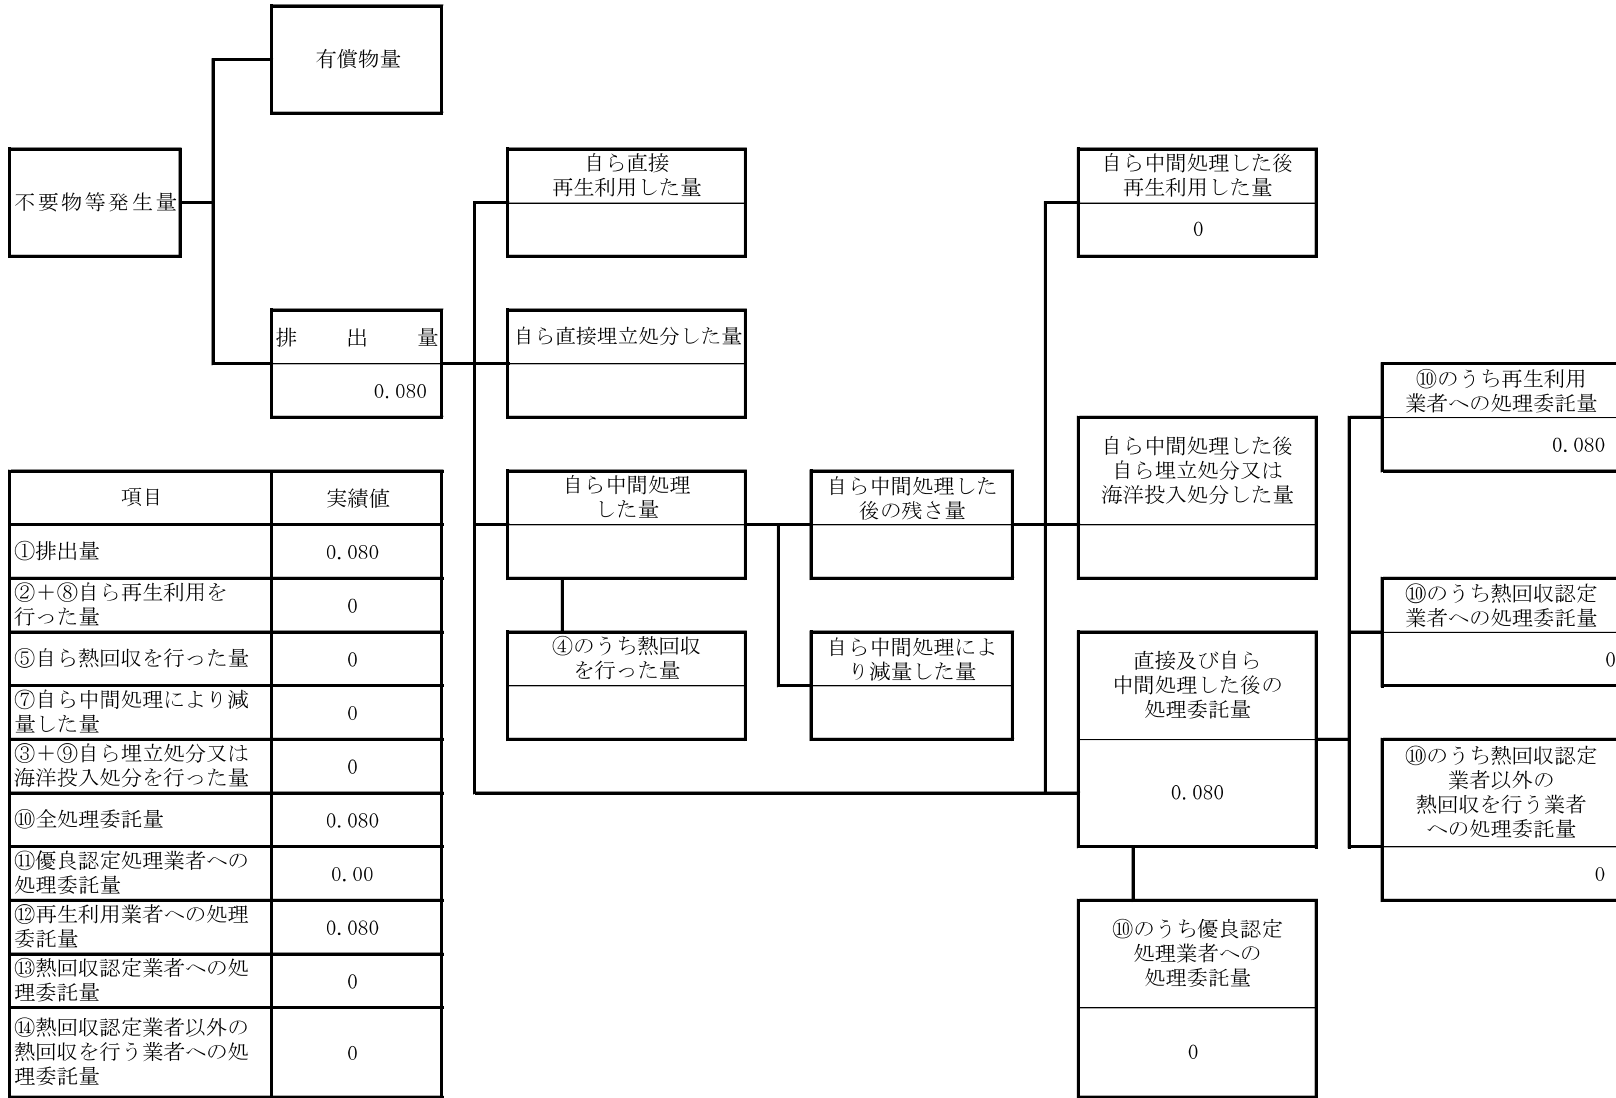 有償物量
不要物等発生量
自ら直接
再生利用した量
自ら中間処理した後
再生利用した量
0
排出量
0.080
自ら直接埋立処分した量
⑩のうち再生利用
業者への処理委託量
0.080
自ら中間処理した後
自ら埋立処分又は
海洋投入処分した量
自ら中間処理
した量
自ら中間処理した
後の残さ量
④のうち熱回収
を行った量
自ら中間処理によ
り減量した量
直接及び自ら
中間処理した後の
処理委託量
0.080
⑩のうち熱回収認定
業者への処理委託量
0
⑩のうち熱回収認定
業者以外の
熱回収を行う業者
への処理委託量
0
⑩のうち優良認定
処理業者への
処理委託量
0
項目 実績値
①排出量 0.080
②+⑧自ら再生利用を
行った量 0
⑤自ら熱回収を行った量 0
⑦自ら中間処理により減
量した量 0
③+⑨自ら埋立処分又は
海洋投入処分を行った量 0
⑩全処理委託量 0.080
⑪優良認定処理業者への
処理委託量 0.00
⑫再生利用業者への処理
委託量 0.080
⑬熱回収認定業者への処
理委託量 0
⑭熱回収認定業者以外の
熱回収を行う業者への処
理委託量 0